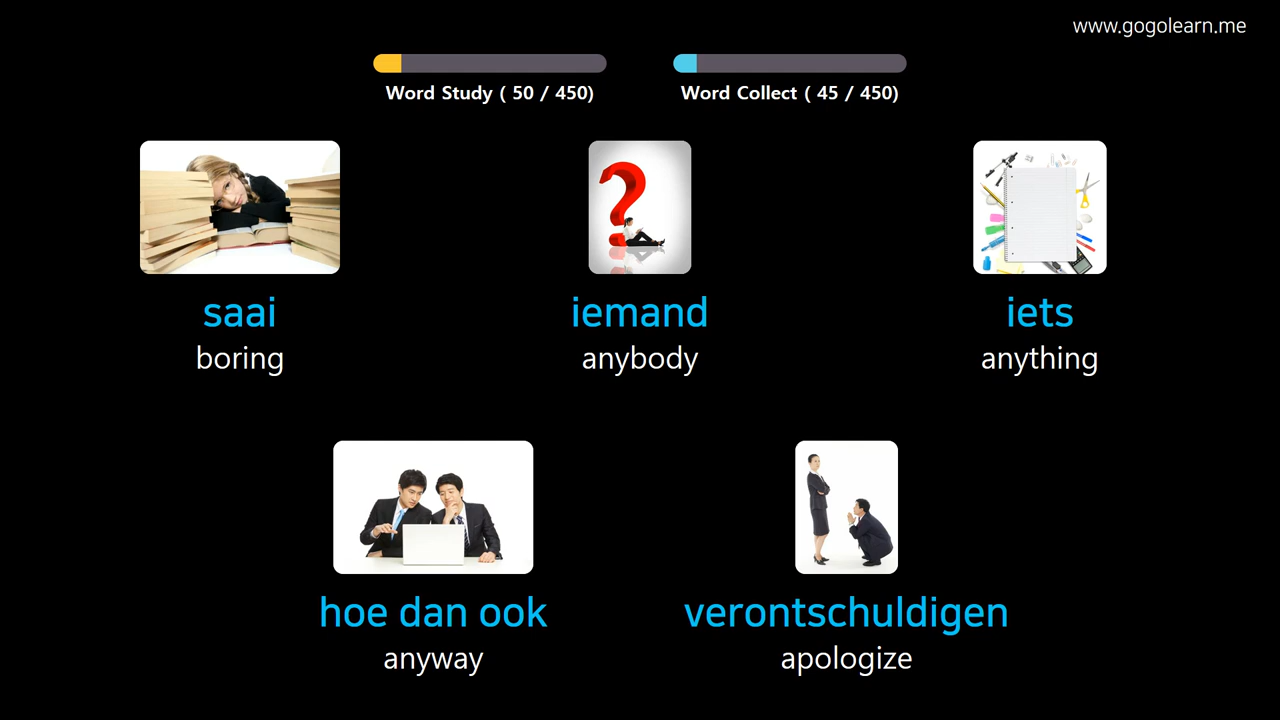 www.gogolearn.me
Word Study ( 50 / 450)
Word Collect ( 45 / 450)
saai
boring
iemand
anybody
iets
anything
hoe dan ook
anyway
verontschuldigen
apologize